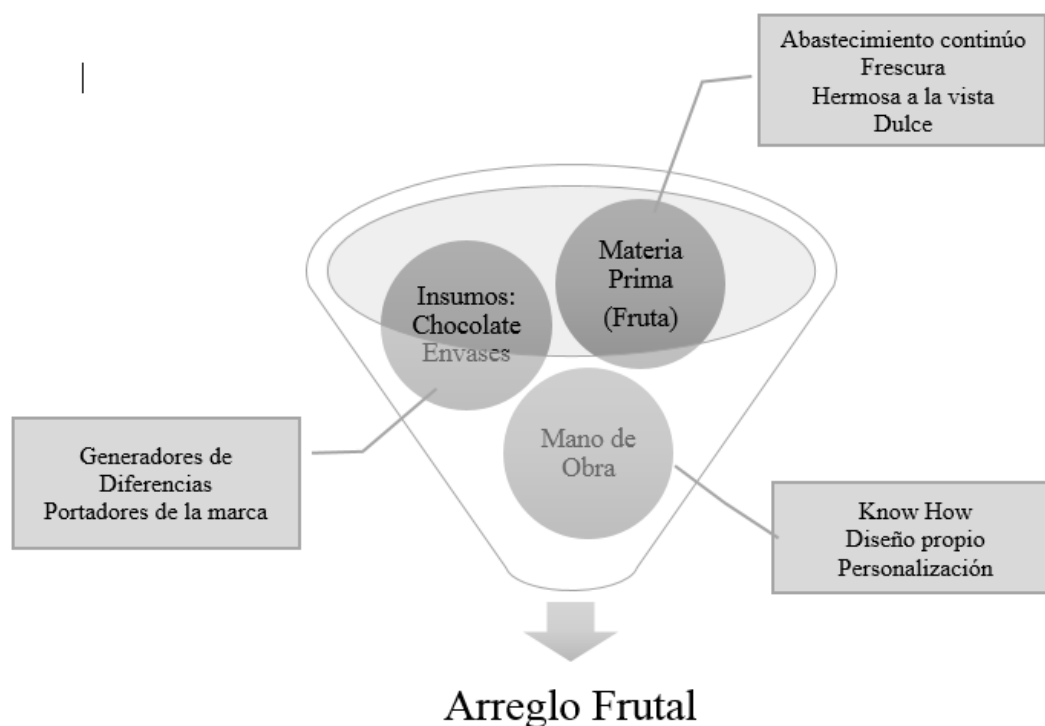 Abastecimiento continúo
Frescura
Hermosa a la vista
Dulce
Materia
Prima
(Fruta)
Insumos:
Chocolate
Envases
Mano de
Obra
Generadores de
Diferencias
Portadores de la marca
Know How
Diseño propio
Personalización
Arreglo Frutal